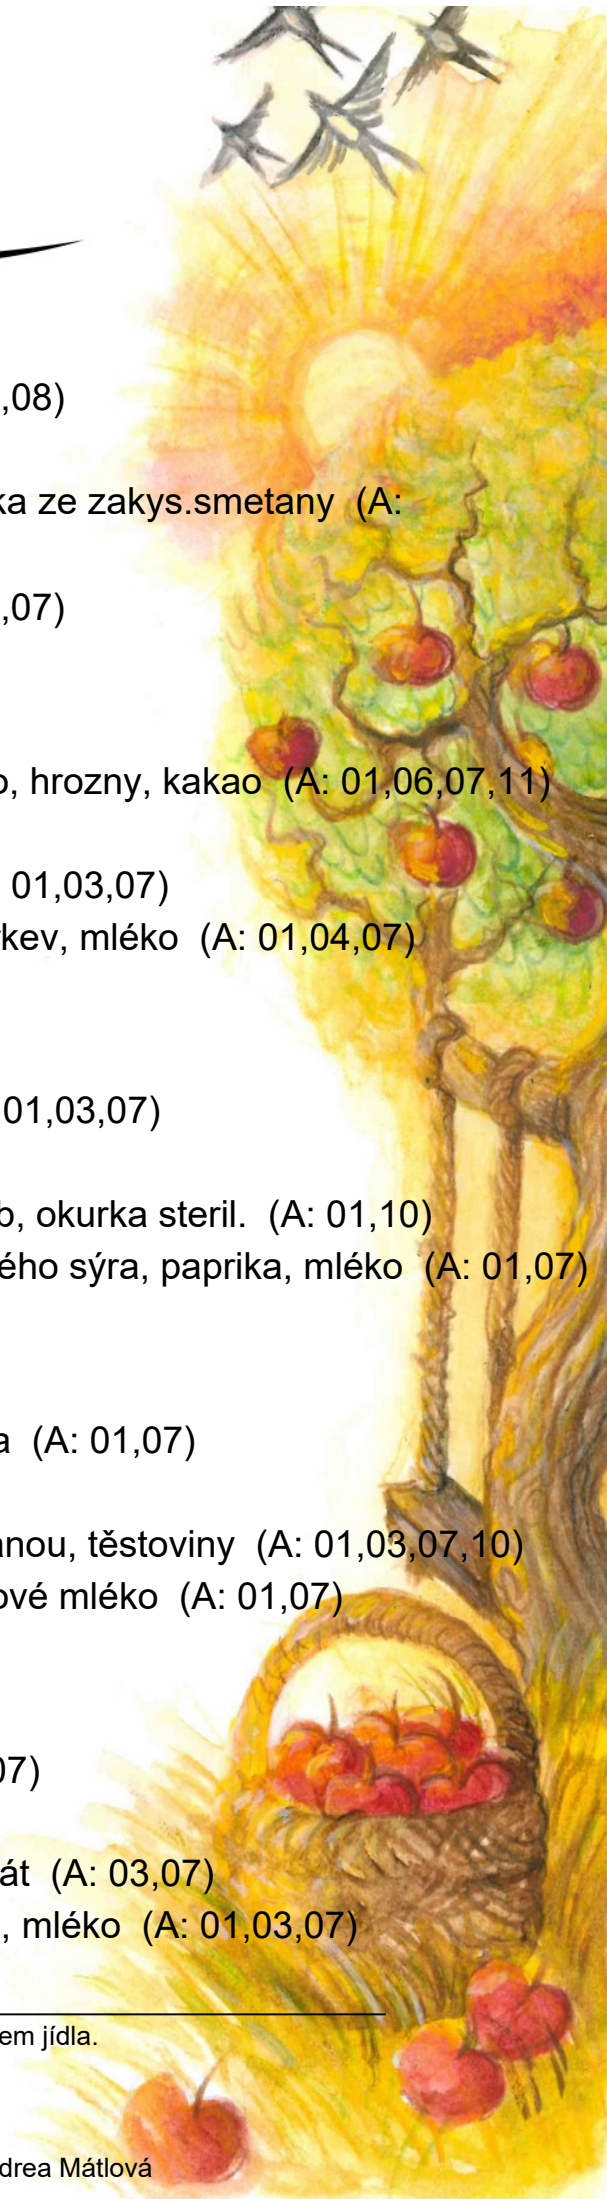 ,08)
ka ze zakys.smetany (A:
,07)
o, hrozny, kakao (A: 01,06,07,11)
01,03,07)
rkev, mléko (A: 01,04,07)
01,03,07)
b, okurka steril. (A: 01,10)
ého sýra, paprika, mléko (A: 01,07)
a (A: 01,07)
anou, těstoviny (A: 01,03,07,10)
ové mléko (A: 01,07)
07)
át (A: 03,07)
, mléko (A: 01,03,07)
em jídla.
drea Mátlová